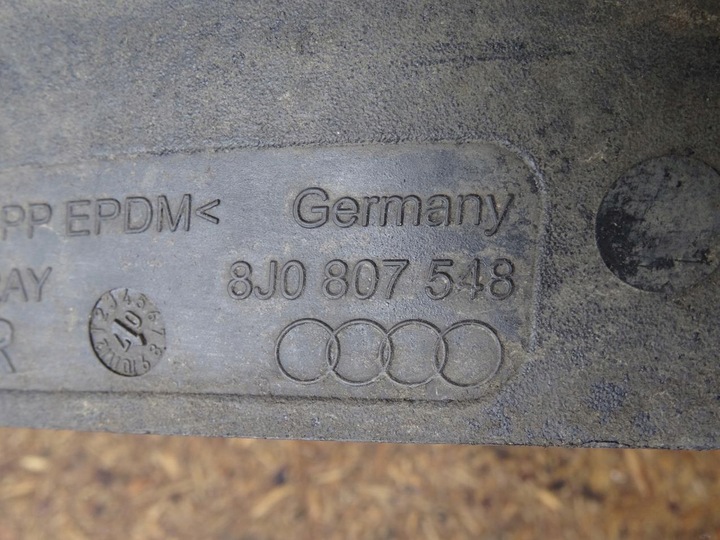 PP EPDM< Germany
AY 8J0 807 548
R